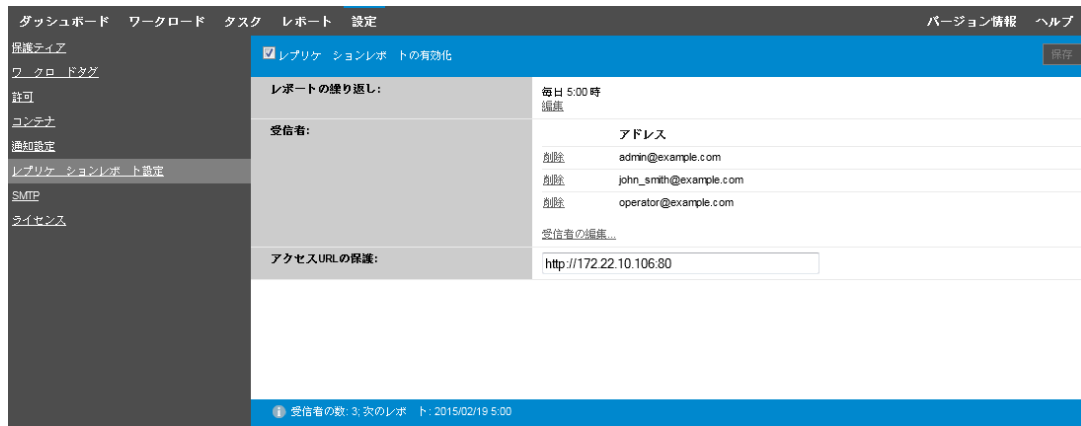 ダッシュボード ワークロード タスク レポート 設定 バージョン情報 ヘルプ
保護ティア
ワ クロ ドタグ
許可
コンテナ
通知設定
レプリケ ションレポ ト設定
SMTP
ライセンス
レプリケ ションレポ トの有効化 保存
レポートの繰り返し: 毎日 5:00 時
編集
受信者: アドレス
削除 admin@example.com
削除 john_smith@example.com
削除 operator@example.com
受信者の編集...
アクセスURLの保護: http://172.22.10.106:80
受信者の数: 3; 次のレポ ト: 2015/02/19 5:00